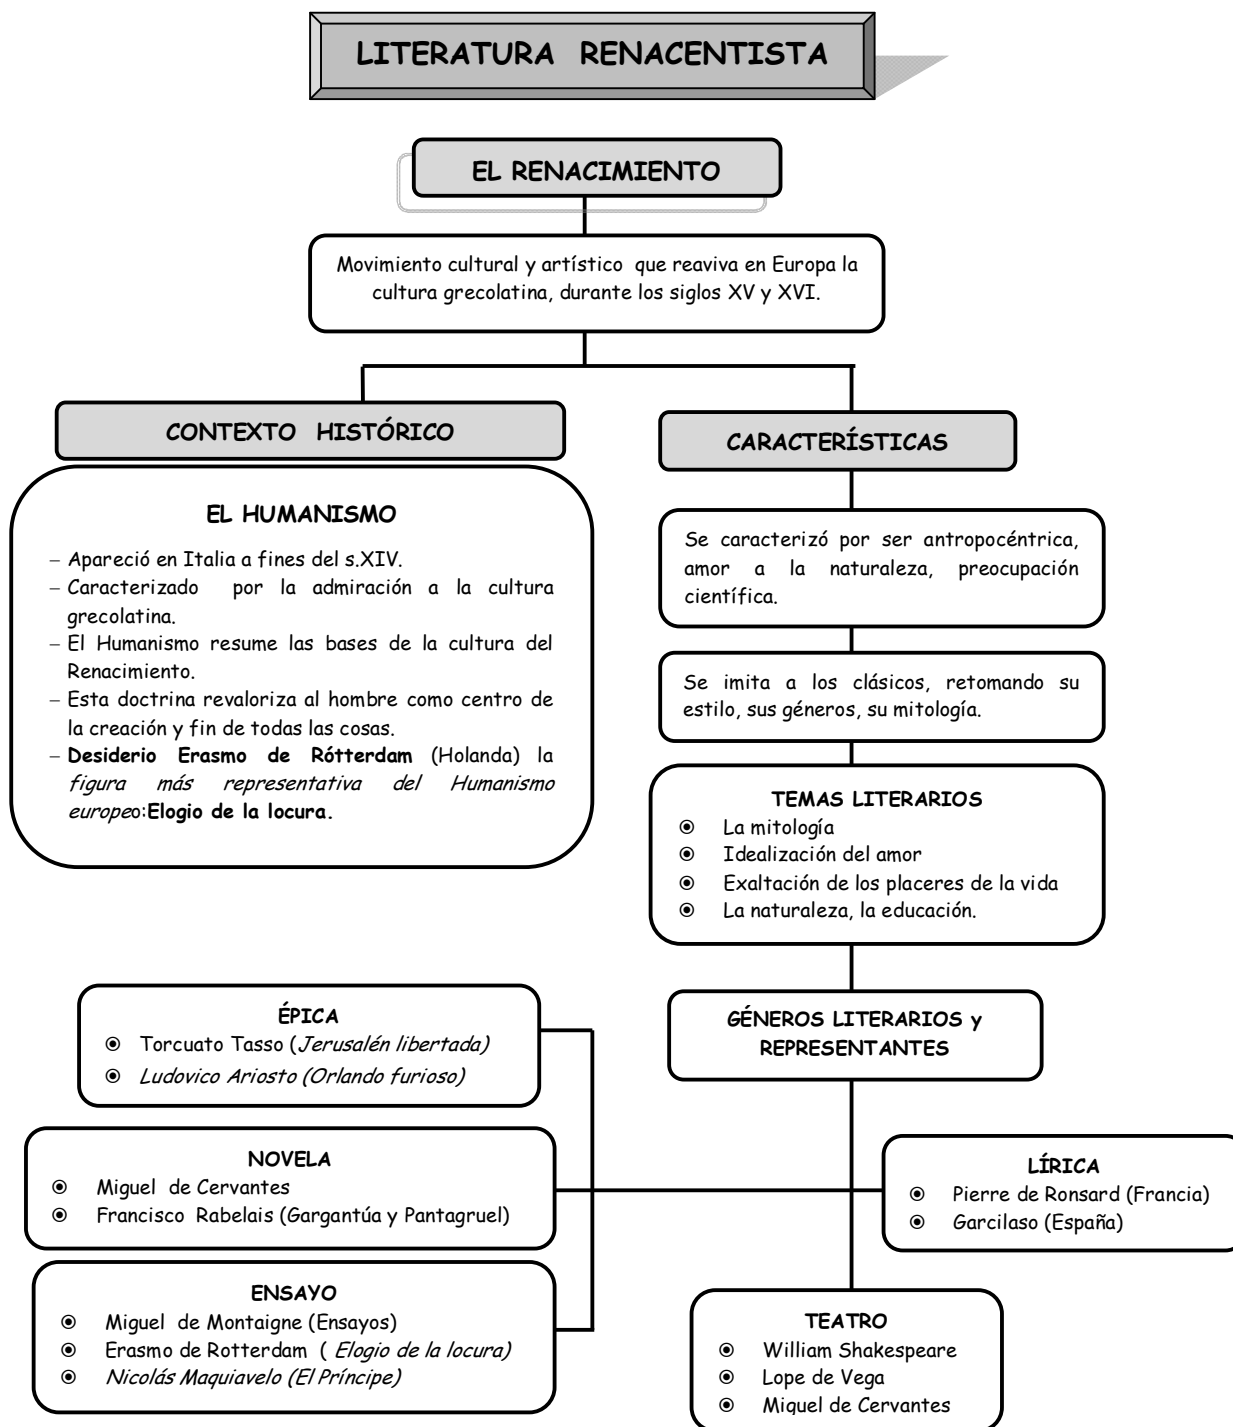 LITERATURA RENACENTISTA
EL RENACIMIENTO
Movimiento cultural y artístico que reaviva en Europa la
cultura grecolatina, durante los siglos XV y XVI.
CONTEXTO HISTÓRICO
EL HUMANISMO
– Apareció en Italia a fines del s.XIV.
– Caracterizado por la admiración a la cultura
grecolatina.
– El Humanismo resume las bases de la cultura del
Renacimiento.
– Esta doctrina revaloriza al hombre como centro de
la creación y fin de todas las cosas.
– Desiderio Erasmo de Rótterdam (Holanda) la
figura más representativa del Humanismo
europeo:Elogio de la locura.
CARACTERÍSTICAS
Se caracterizó por ser antropocéntrica,
amor a la naturaleza, preocupación
científica.
Se imita a los clásicos, retomando su
estilo, sus géneros, su mitología.
TEMAS LITERARIOS
◉ La mitología
◉ Idealización del amor
◉ Exaltación de los placeres de la vida
◉ La naturaleza, la educación.
GÉNEROS LITERARIOS y
REPRESENTANTES
ÉPICA
◉ Torcuato Tasso (Jerusalén libertada)
◉ Ludovico Ariosto (Orlando furioso)
NOVELA
◉ Miguel de Cervantes
◉ Francisco Rabelais (Gargantúa y Pantagruel)
ENSAYO
◉ Miguel de Montaigne (Ensayos)
◉ Erasmo de Rotterdam ( Elogio de la locura)
◉ Nicolás Maquiavelo (El Príncipe)
LÍRICA
◉ Pierre de Ronsard (Francia)
◉ Garcilaso (España)
TEATRO
◉ William Shakespeare
◉ Lope de Vega
◉ Miguel de Cervantes